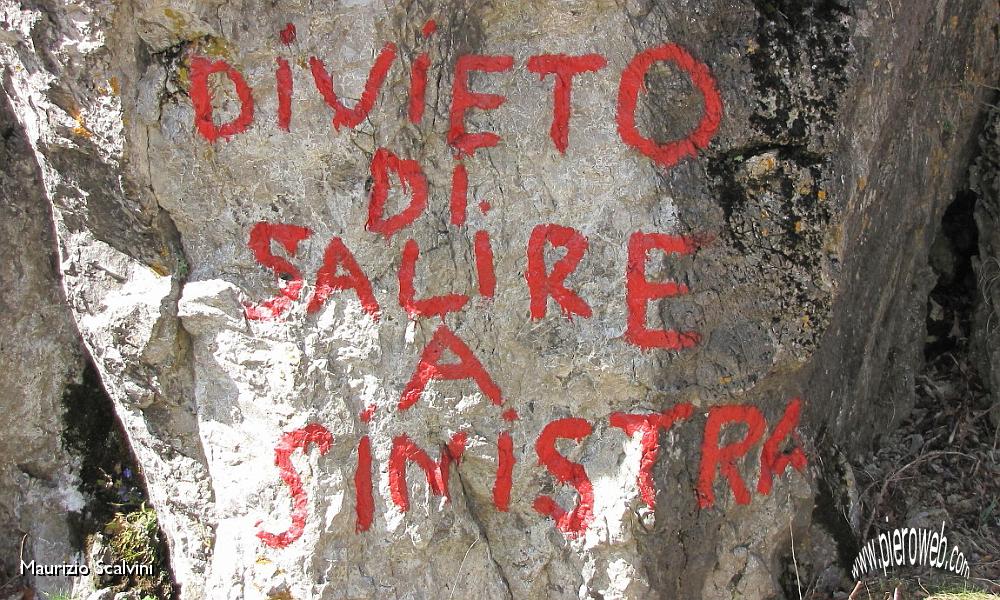 DiViETO
Di
SALIRE
A
SiNiSTRA
Maurizio Scalvini
www.pieroweb.com